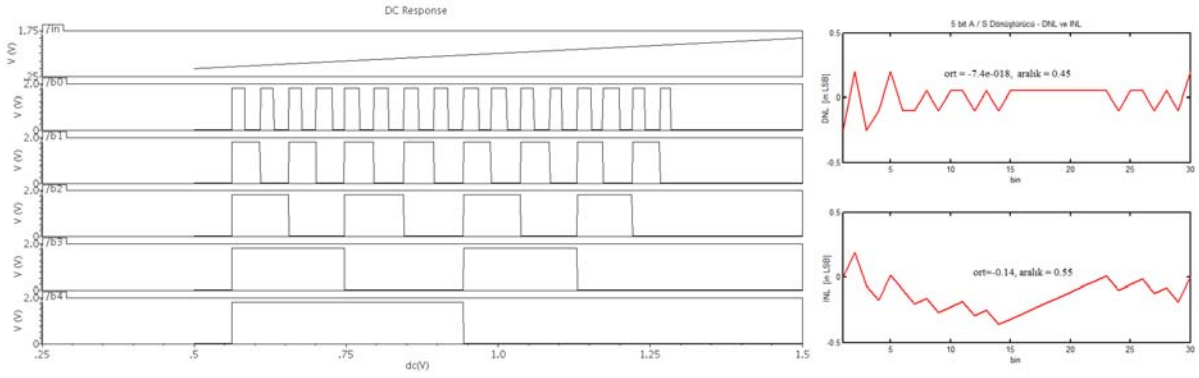 DC Response
/in
1.75
V (V)
.25
/b0
2.0
V (V)
0
/b1
2.0
V (V)
0
/b2
2.0
V (V)
0
/b3
2.0
V (V)
0
/b4
2.0
V (V)
0
.25 .5 .75 1.0 1.25 1.5
dc(V)
5 bit A / S Dönüştürücü - DNL ve INL
0.5
0
-0.5
DNL [in LSB]
ort = -7.4e-018, aralık = 0.45
5 10 15 20 25 30
bin
0.5
0
-0.5
INL [in LSB]
ort=-0.14, aralık = 0.55
5 10 15 20 25 30
bin